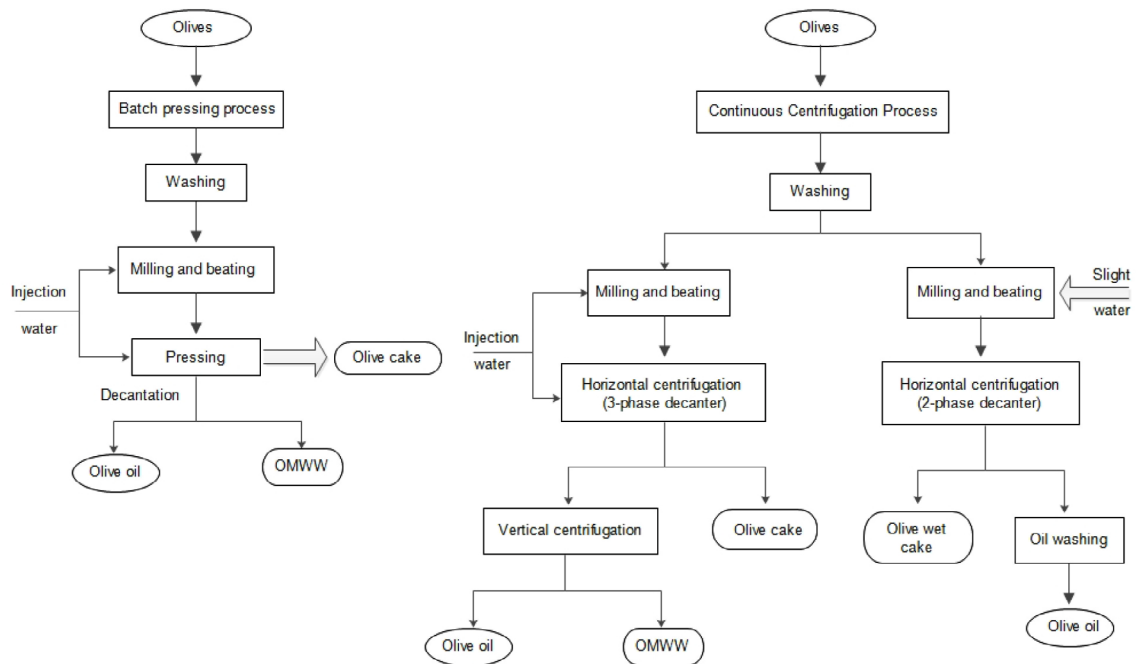 Olives
Batch pressing process
Washing
Milling and beating
Injection
water
Pressing
Olive cake
Decantation
Olive oil
OMWW
Olives
Continuous Centrifugation Process
Washing
Milling and beating
Milling and beating
Slight
water
Injection
water
Horizontal centrifugation
(3-phase decanter)
Horizontal centrifugation
(2-phase decanter)
Vertical centrifugation
Olive cake
Olive wet
cake
Oil washing
Olive oil
OMWW
Olive oil